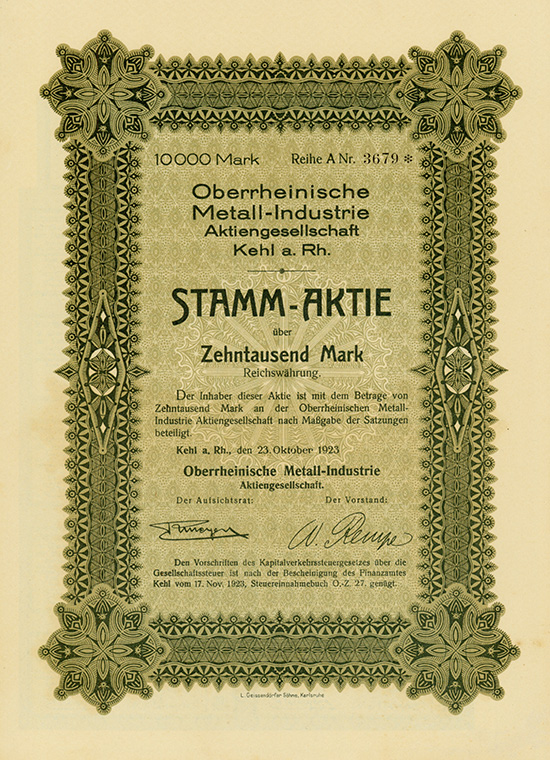 10000 Mark Reihe A Nr. 3679 *
Oberrheinische
Metall-Industrie
Aktiengesellschaft
Kehl a. Rh.
STAMM-AKTIE
über
Zehntausend Mark
Reichswährung.
Der Inhaber dieser Aktie ist mit dem Betrage von
Zehntausend Mark an der Oberrheinischen Metall-
Industrie Aktiengesellschaft nach Maßgabe der Satzungen
beteiligt.
Kehl a. Rh., den 23. Oktober 1923
Oberrheinische Metall-Industrie
Aktiengesellschaft.
Der Aufsichtsrat: Der Vorstand:
W. Rempe
Den Vorschriften des Kapitalverkehrssteuergesetzes über die
Gesellschaftssteuer ist nach der Bescheinigung des Finanzamtes
Kehl vom 17. Nov. 1923, Steuereinnahmebuch O.-Z. 27. genügt.
L. Geissendörfer Söhne, Karlsruhe